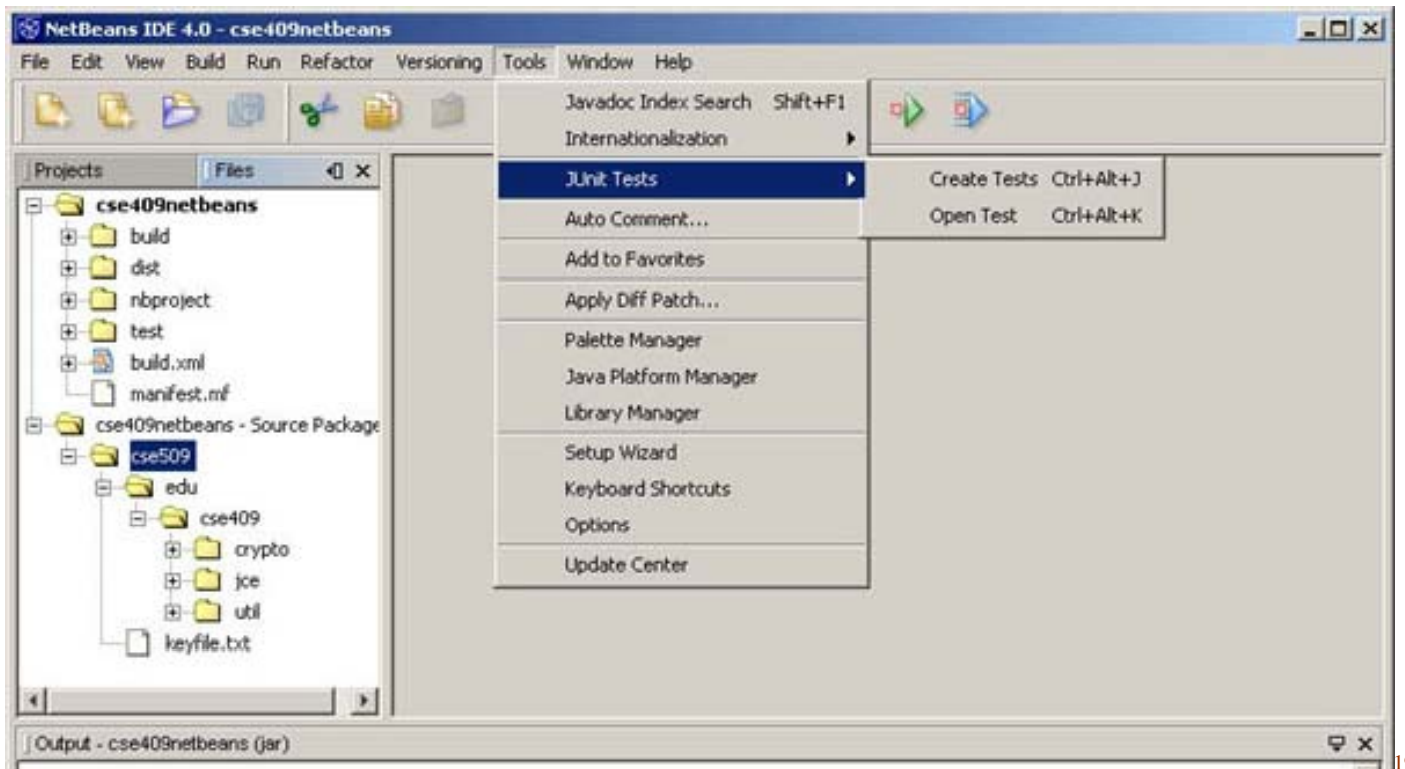 NetBeans IDE 4.0 - cse409netbeans
File Edit View Build Run Refactor Versioning Tools Window Help
Javadoc Index Search Shift+F1
Internationalization
JUnit Tests
Create Tests Ctrl+Alt+J
Open Test Ctrl+Alt+K
Auto Comment...
Add to Favorites
Apply Diff Patch...
Palette Manager
Java Platform Manager
Library Manager
Setup Wizard
Keyboard Shortcuts
Options
Update Center
Projects Files
cse409netbeans
build
dist
nbproject
test
build.xml
manifest.mf
cse409netbeans - Source Package
cse509
edu
cse409
crypto
jce
util
keyfile.txt
Output - cse409netbeans (jar)